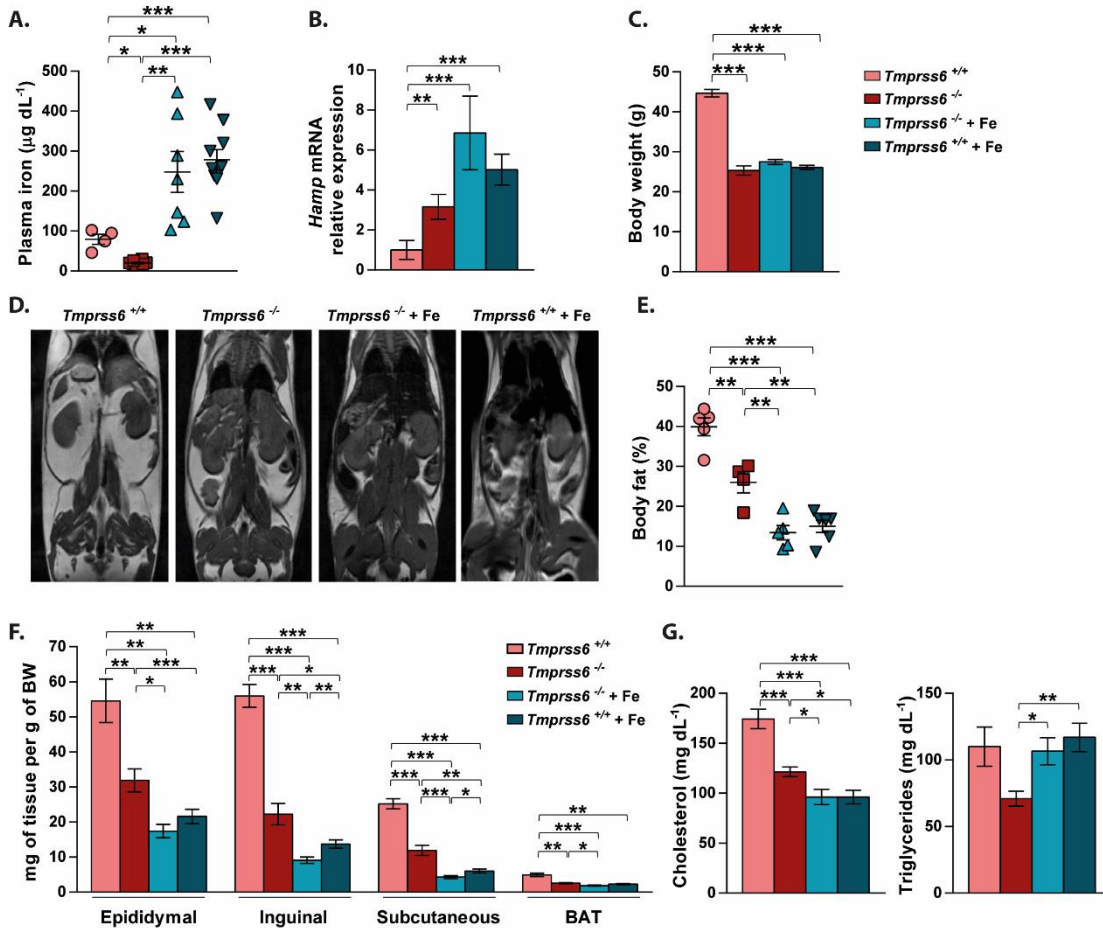 A.
***
*
*
***
**
Plasma iron (µg dL-1)
500
400
300
200
100
0
B.
***
***
**
Hamp mRNA
relative expression
10
8
6
4
2
0
C.
***
***
***
Body weight (g)
50
40
30
20
10
0
Tmprss6 +/+
Tmprss6 -/-
Tmprss6 -/- + Fe
Tmprss6 +/+ + Fe
D.
Tmprss6 +/+
Tmprss6 -/-
Tmprss6 -/- + Fe
Tmprss6 +/+ + Fe
E.
***
***
**
**
**
Body fat (%)
50
40
30
20
10
0
F.
**
**
**
***
*
***
***
***
*
**
**
***
***
***
**
***
*
**
***
**
*
mg of tissue per g of BW
70
60
50
40
30
20
10
0
Epididymal
Inguinal
Subcutaneous
BAT
Tmprss6 +/+
Tmprss6 -/-
Tmprss6 -/- + Fe
Tmprss6 +/+ + Fe
G.
***
***
***
*
*
Cholesterol (mg dL-1)
200
150
100
50
0
**
*
Triglycerides (mg dL-1)
150
100
50
0